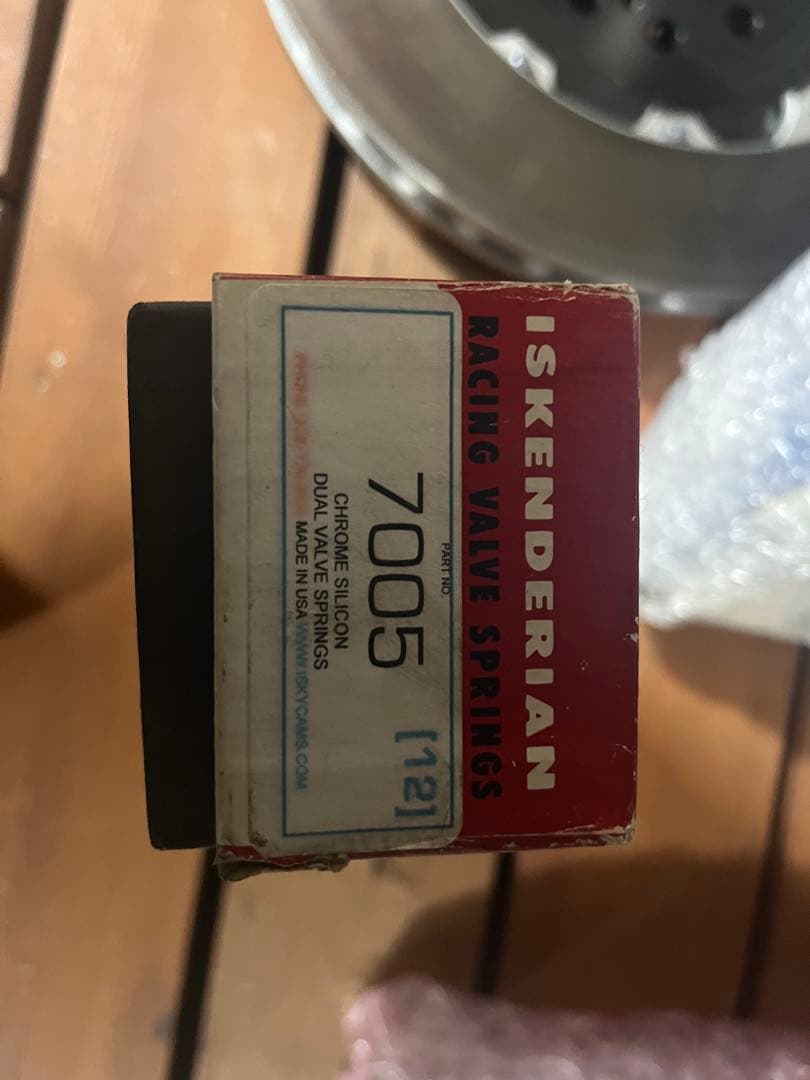 ISKENDERIAN
RACING VALVE SPRINGS
PART NO.
7005 [12]
CHROME SILICON
DUAL VALVE SPRINGS
MADE IN USA WWW.ISKYCAMS.COM